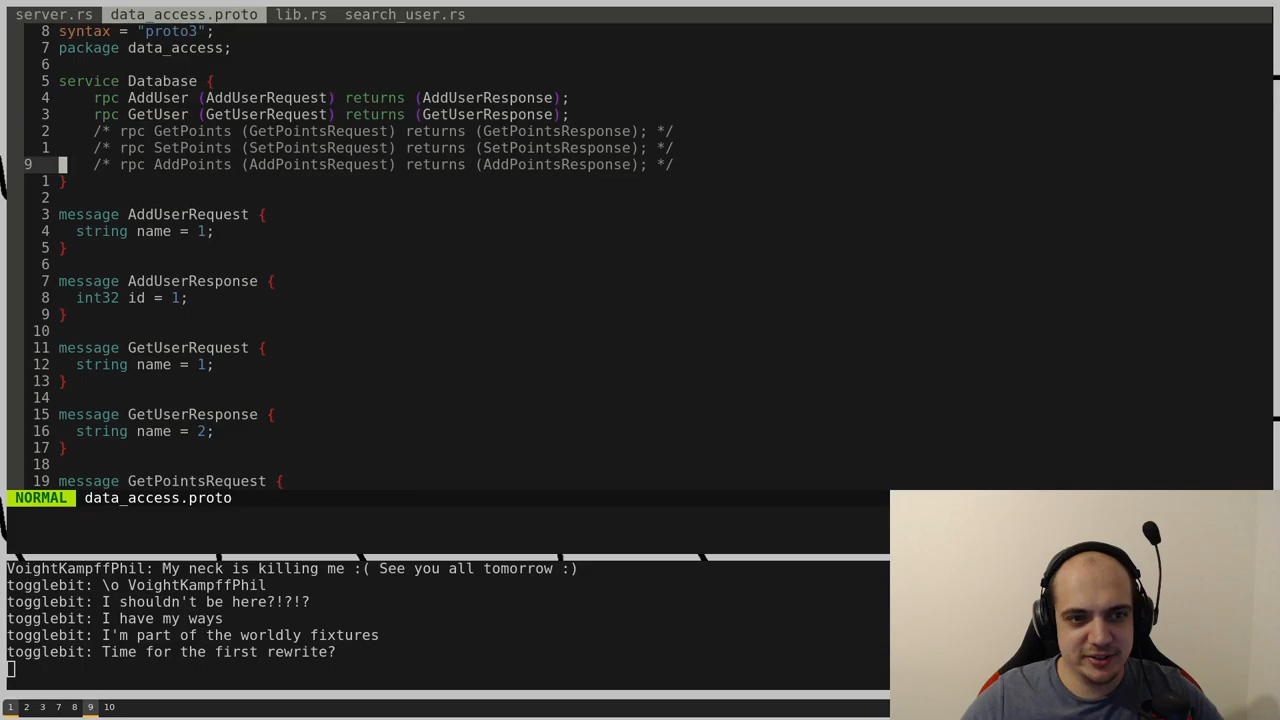 server.rs data_access.proto lib.rs search_user.rs
8 syntax = "proto3";
7 package data_access;
6
5 service Database {
4 rpc AddUser (AddUserRequest) returns (AddUserResponse);
3 rpc GetUser (GetUserRequest) returns (GetUserResponse);
2 /* rpc GetPoints (GetPointsRequest) returns (GetPointsResponse); */
1 /* rpc SetPoints (SetPointsRequest) returns (SetPointsResponse); */
9 /* rpc AddPoints (AddPointsRequest) returns (AddPointsResponse); */
1 }
2
3 message AddUserRequest {
4 string name = 1;
5 }
6
7 message AddUserResponse {
8 int32 id = 1;
9 }
10
11 message GetUserRequest {
12 string name = 1;
13 }
14
15 message GetUserResponse {
16 string name = 2;
17 }
18
19 message GetPointsRequest {
NORMAL data_access.proto
VoightKampffPhil: My neck is killing me :( See you all tomorrow :)
togglebit: \o VoightKampffPhil
togglebit: I shouldn't be here?!?!?
togglebit: I have my ways
togglebit: I'm part of the worldly fixtures
togglebit: Time for the first rewrite?
1 2 3 7 8 9 10